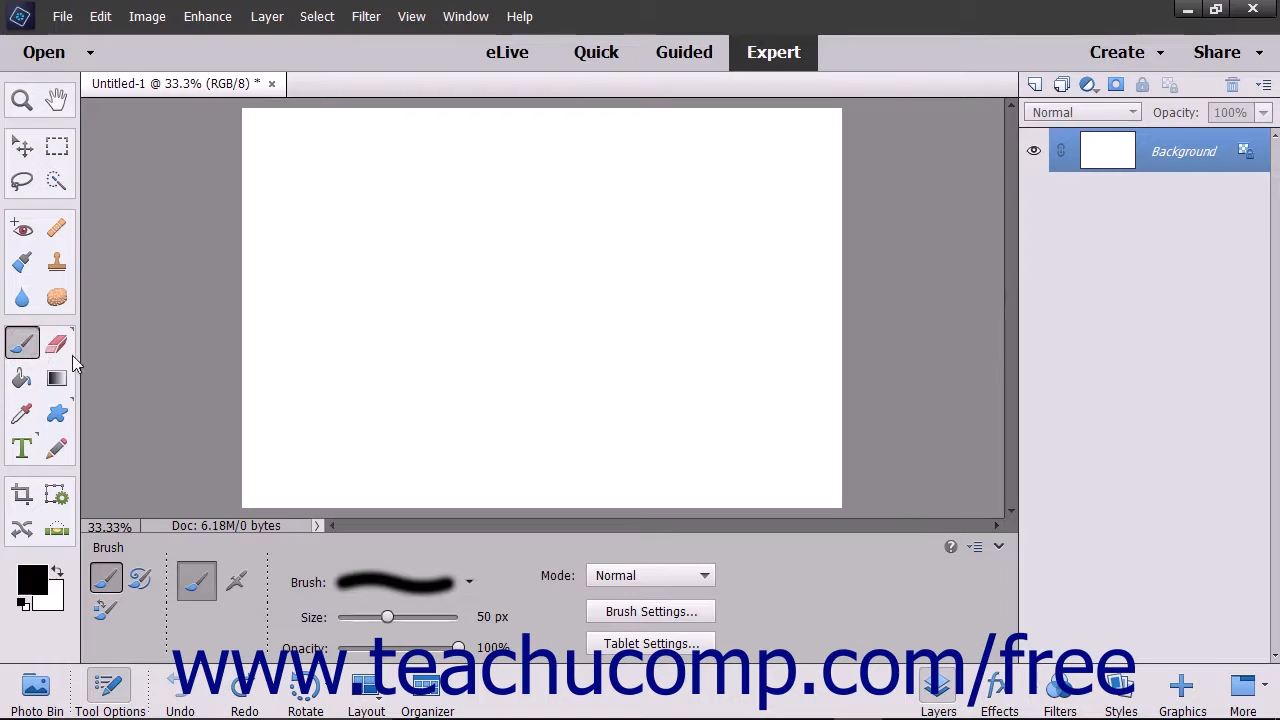 File Edit Image Enhance Layer Select Filter View Window Help
Open eLive Quick Guided Expert Create Share
Untitled-1 @ 33.3% (RGB/8) * ×
Normal Opacity: 100%
Background
T
33.33% Doc: 6.18M/0 bytes
Brush
Brush: Mode: Normal
Size: 50 px Brush Settings...
Opacity: 100% Tablet Settings...
www.teachucomp.com/free
Photo Bin Tool Options Undo Redo Rotate Layout Organizer Layers Effects Filters Styles Graphics More